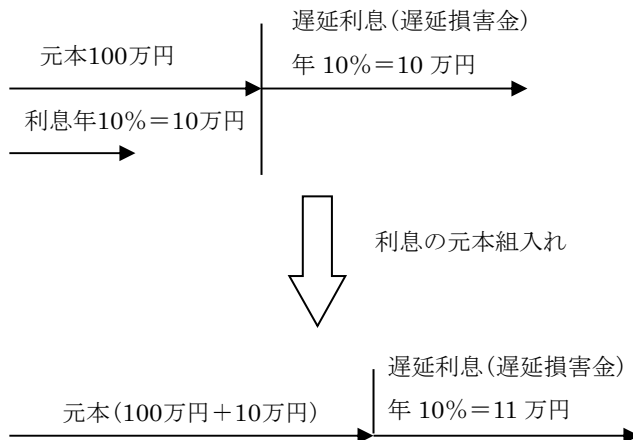 元本100万円
遅延利息(遅延損害金)
年 10%=10 万円
利息年10%=10万円
利息の元本組入れ
遅延利息(遅延損害金)
年 10%=11 万円
元本(100万円+10万円)